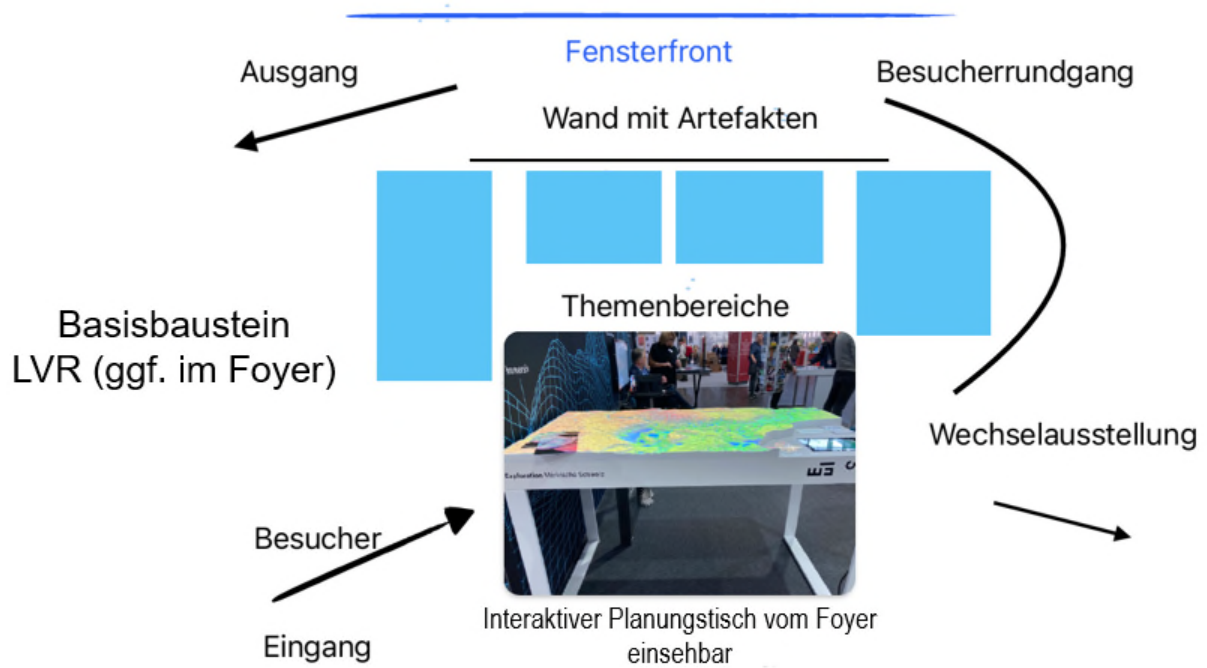 Fensterfront
Ausgang
Besucherrundgang
Wand mit Artefakten
Themenbereiche
Basisbaustein
LVR (ggf. im Foyer)
Wechselausstellung
Besucher
Eingang
Interaktiver Planungstisch vom Foyer
einsehbar